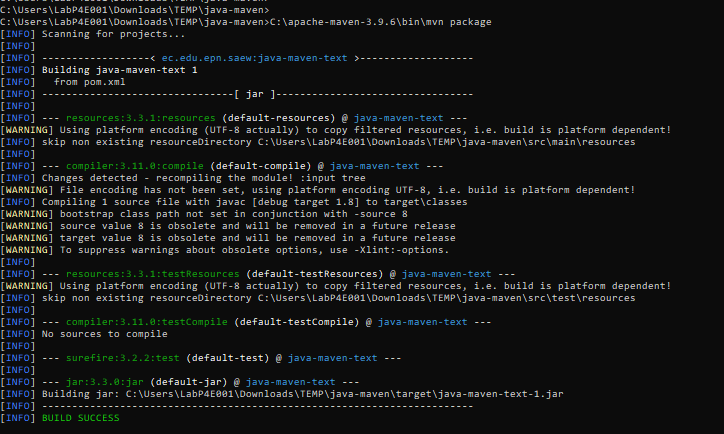 C:\Users\LabP4E001\Downloads\TEMP\java-maven>
C:\Users\LabP4E001\Downloads\TEMP\java-maven>C:\apache-maven-3.9.6\bin\mvn package
[INFO] Scanning for projects...
[INFO]
[INFO] -----------------< ec.edu.epn.saew:java-maven-text >------------------
[INFO] Building java-maven-text 1
[INFO]   from pom.xml
[INFO] --------------------------------[ jar ]---------------------------------
[INFO]
[INFO] --- resources:3.3.1:resources (default-resources) @ java-maven-text ---
[WARNING] Using platform encoding (UTF-8 actually) to copy filtered resources, i.e. build is platform dependent!
[INFO] skip non existing resourceDirectory C:\Users\LabP4E001\Downloads\TEMP\java-maven\src\main\resources
[INFO]
[INFO] --- compiler:3.11.0:compile (default-compile) @ java-maven-text ---
[INFO] Changes detected - recompiling the module! :input tree
[WARNING] File encoding has not been set, using platform encoding UTF-8, i.e. build is platform dependent!
[INFO] Compiling 1 source file with javac [debug target 1.8] to target\classes
[WARNING] bootstrap class path not set in conjunction with -source 8
[WARNING] source value 8 is obsolete and will be removed in a future release
[WARNING] target value 8 is obsolete and will be removed in a future release
[WARNING] To suppress warnings about obsolete options, use -Xlint:-options.
[INFO]
[INFO] --- resources:3.3.1:testResources (default-testResources) @ java-maven-text ---
[WARNING] Using platform encoding (UTF-8 actually) to copy filtered resources, i.e. build is platform dependent!
[INFO] skip non existing resourceDirectory C:\Users\LabP4E001\Downloads\TEMP\java-maven\src\test\resources
[INFO]
[INFO] --- compiler:3.11.0:testCompile (default-testCompile) @ java-maven-text ---
[INFO] No sources to compile
[INFO]
[INFO] --- surefire:3.2.2:test (default-test) @ java-maven-text ---
[INFO]
[INFO] --- jar:3.3.0:jar (default-jar) @ java-maven-text ---
[INFO] Building jar: C:\Users\LabP4E001\Downloads\TEMP\java-maven\target\java-maven-text-1.jar
[INFO] ------------------------------------------------------------------------
[INFO] BUILD SUCCESS